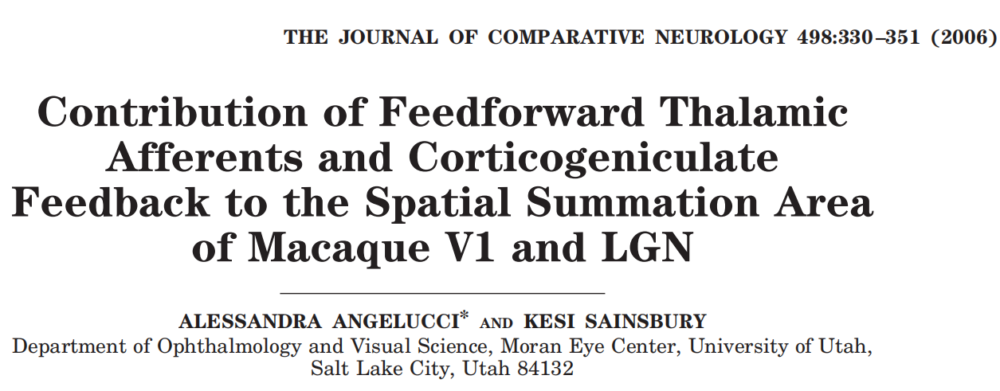 THE JOURNAL OF COMPARATIVE NEUROLOGY 498:330–351 (2006)
Contribution of Feedforward Thalamic
Afferents and Corticogeniculate
Feedback to the Spatial Summation Area
of Macaque V1 and LGN
ALESSANDRA ANGELUCCI* AND KESI SAINSBURY
Department of Ophthalmology and Visual Science, Moran Eye Center, University of Utah,
Salt Lake City, Utah 84132